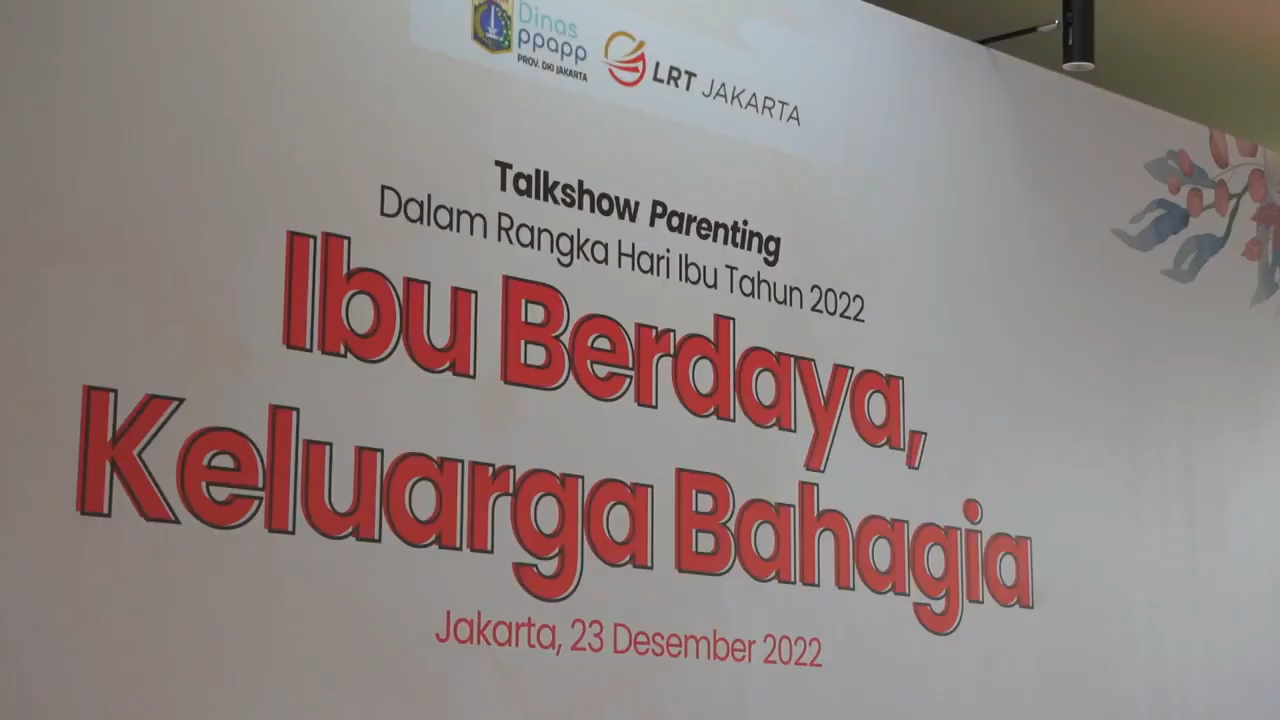 Dinas
ppapp
PROV. DKI JAKARTA
LRT JAKARTA
Talkshow Parenting
Dalam Rangka Hari Ibu Tahun 2022
Ibu Berdaya,
Keluarga Bahagia
Jakarta, 23 Desember 2022